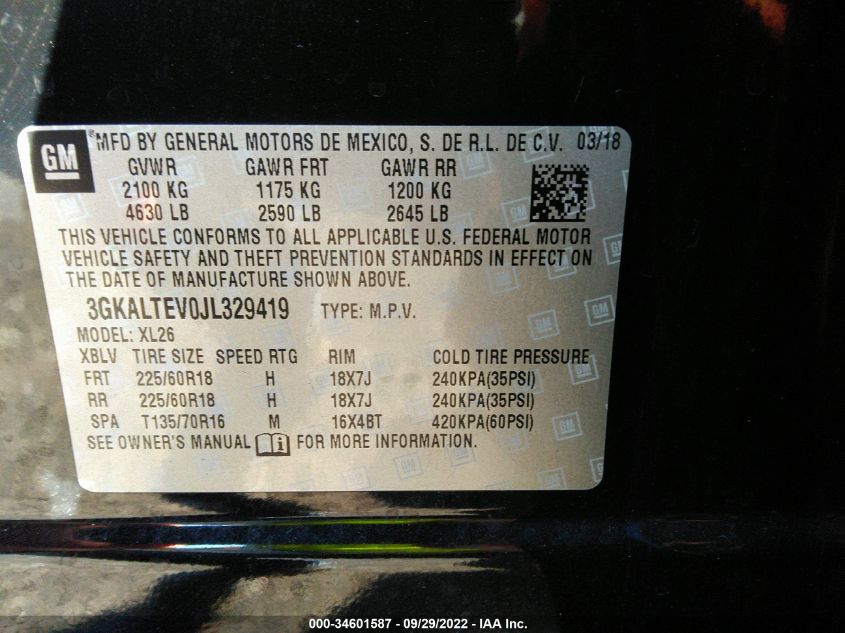 GM
® MFD BY GENERAL MOTORS DE MEXICO, S. DE R.L. DE C.V. 03/18
GVWR GAWR FRT GAWR RR
2100 KG 1175 KG 1200 KG
4630 LB 2590 LB 2645 LB
THIS VEHICLE CONFORMS TO ALL APPLICABLE U.S. FEDERAL MOTOR
VEHICLE SAFETY AND THEFT PREVENTION STANDARDS IN EFFECT ON
THE DATE OF MANUFACTURE SHOWN ABOVE.
3GKALTEV0JL329419 TYPE: M.P.V.
MODEL: XL26
XBLV TIRE SIZE SPEED RTG RIM COLD TIRE PRESSURE
FRT 225/60R18 H 18X7J 240KPA(35PSI)
RR 225/60R18 H 18X7J 240KPA(35PSI)
SPA T135/70R16 M 16X4BT 420KPA(60PSI)
SEE OWNER'S MANUAL FOR MORE INFORMATION.
000-34601587 - 09/29/2022 - IAA Inc.